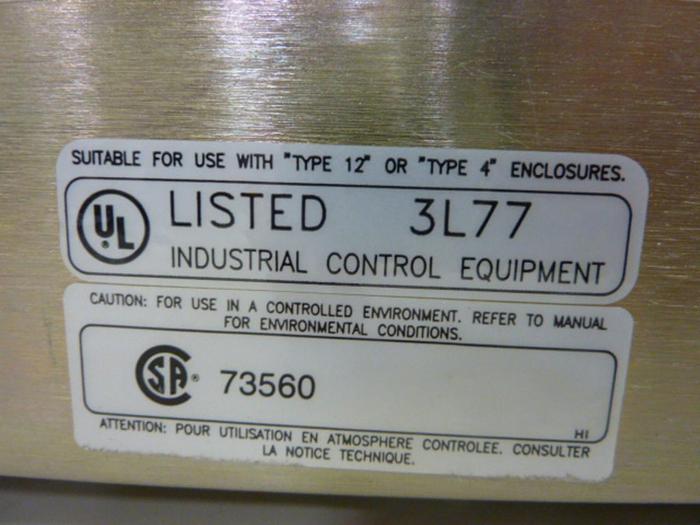 SUITABLE FOR USE WITH "TYPE 12" OR "TYPE 4" ENCLOSURES.
UL LISTED 3L77
INDUSTRIAL CONTROL EQUIPMENT
CAUTION: FOR USE IN A CONTROLLED ENVIRONMENT. REFER TO MANUAL
FOR ENVIRONMENTAL CONDITIONS.
SA 73560
HI
ATTENTION: POUR UTILISATION EN ATMOSPHERE CONTROLEE. CONSULTER
LA NOTICE TECHNIQUE.